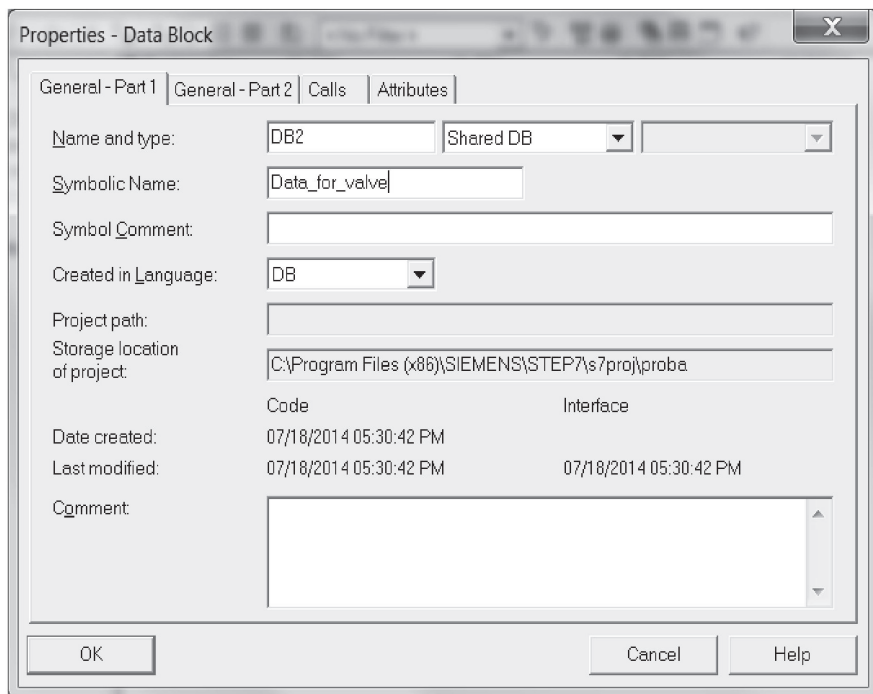 Properties - Data Block
X
General - Part 1 General - Part 2 Calls Attributes
Name and type: DB2 Shared DB
Symbolic Name: Data_for_valve
Symbol Comment:
Created in Language: DB
Project path:
Storage location
of project: C:\Program Files (x86)\SIEMENS\STEP7\s7proj\proba
Code Interface
Date created: 07/18/2014 05:30:42 PM
Last modified: 07/18/2014 05:30:42 PM 07/18/2014 05:30:42 PM
Comment:
OK Cancel Help